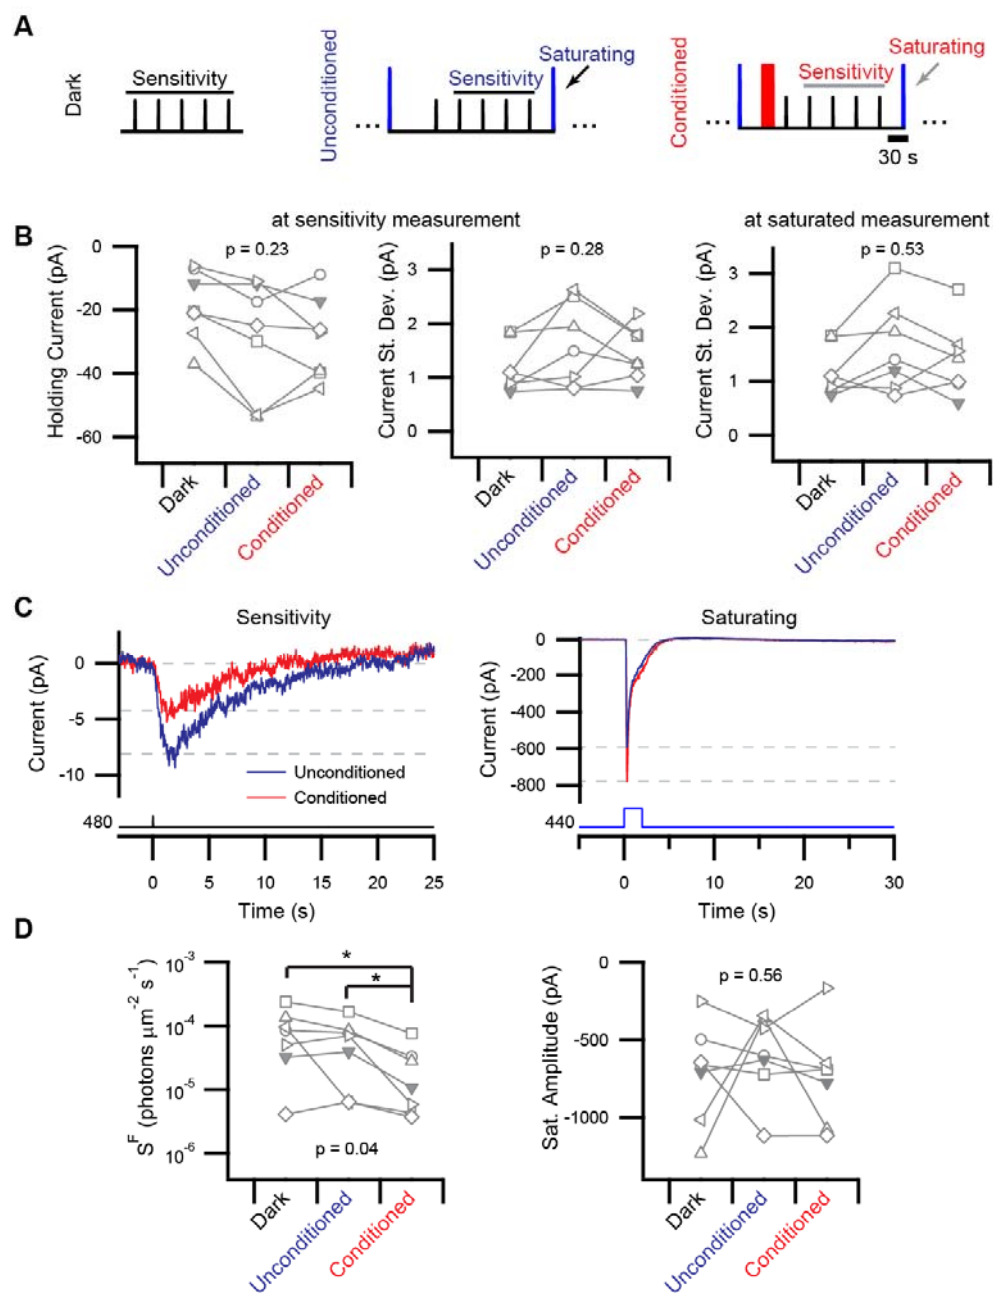 A
Dark
Sensitivity
Unconditioned
Sensitivity
Saturating
...
...
Conditioned
Sensitivity
Saturating
...
...
30 s
at sensitivity measurement
at saturated measurement
B
Holding Current (pA)
0
-20
-40
-60
p = 0.23
Dark
Unconditioned
Conditioned
Current St. Dev. (pA)
3
2
1
0
p = 0.28
Dark
Unconditioned
Conditioned
Current St. Dev. (pA)
3
2
1
0
p = 0.53
Dark
Unconditioned
Conditioned
C
Sensitivity
Current (pA)
0
-5
-10
Unconditioned
Conditioned
480
0 5 10 15 20 25
Time (s)
Saturating
Current (pA)
0
-200
-400
-600
-800
440
0 10 20 30
Time (s)
D
S^F (photons μm^-2 s^-1)
10^-3
10^-4
10^-5
10^-6
*
*
p = 0.04
Dark
Unconditioned
Conditioned
Sat. Amplitude (pA)
0
-500
-1000
p = 0.56
Dark
Unconditioned
Conditioned